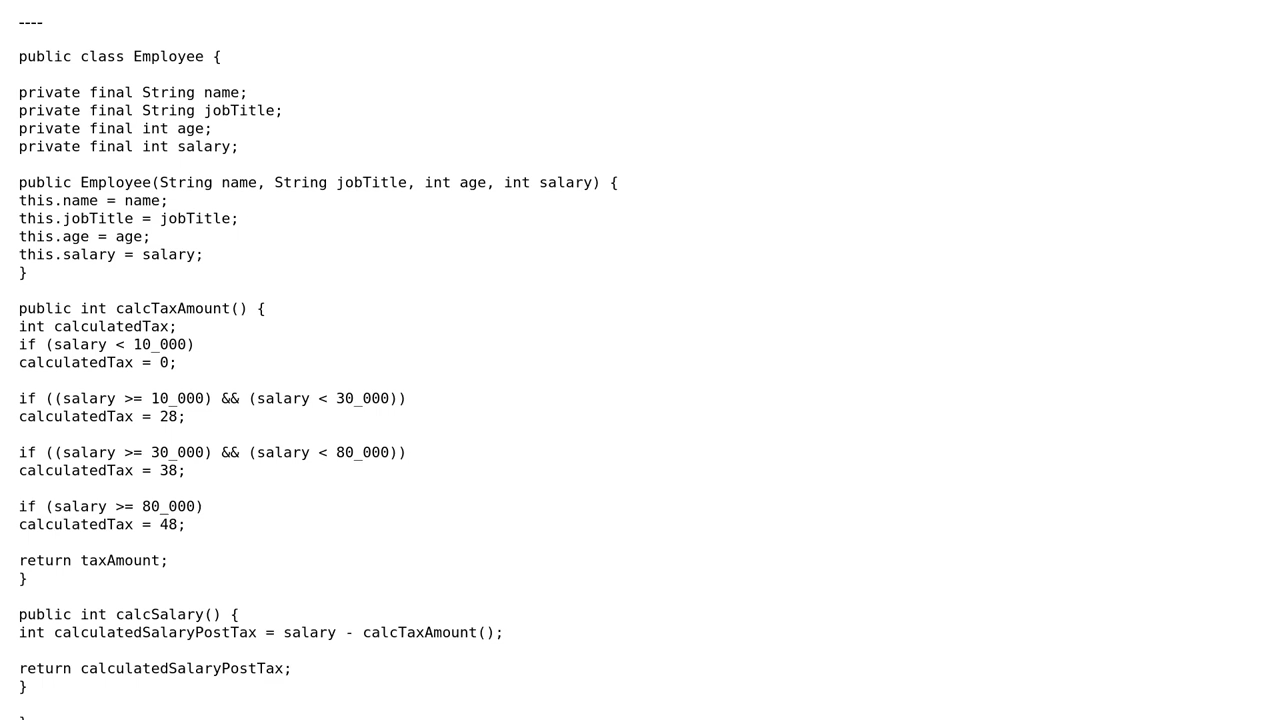 ----
public class Employee {
private final String name;
private final String jobTitle;
private final int age;
private final int salary;
public Employee(String name, String jobTitle, int age, int salary) {
this.name = name;
this.jobTitle = jobTitle;
this.age = age;
this.salary = salary;
}
public int calcTaxAmount() {
int calculatedTax;
if (salary < 10_000)
calculatedTax = 0;
if ((salary >= 10_000) && (salary < 30_000))
calculatedTax = 28;
if ((salary >= 30_000) && (salary < 80_000))
calculatedTax = 38;
if (salary >= 80_000)
calculatedTax = 48;
return taxAmount;
}
public int calcSalary() {
int calculatedSalaryPostTax = salary - calcTaxAmount();
return calculatedSalaryPostTax;
}
}